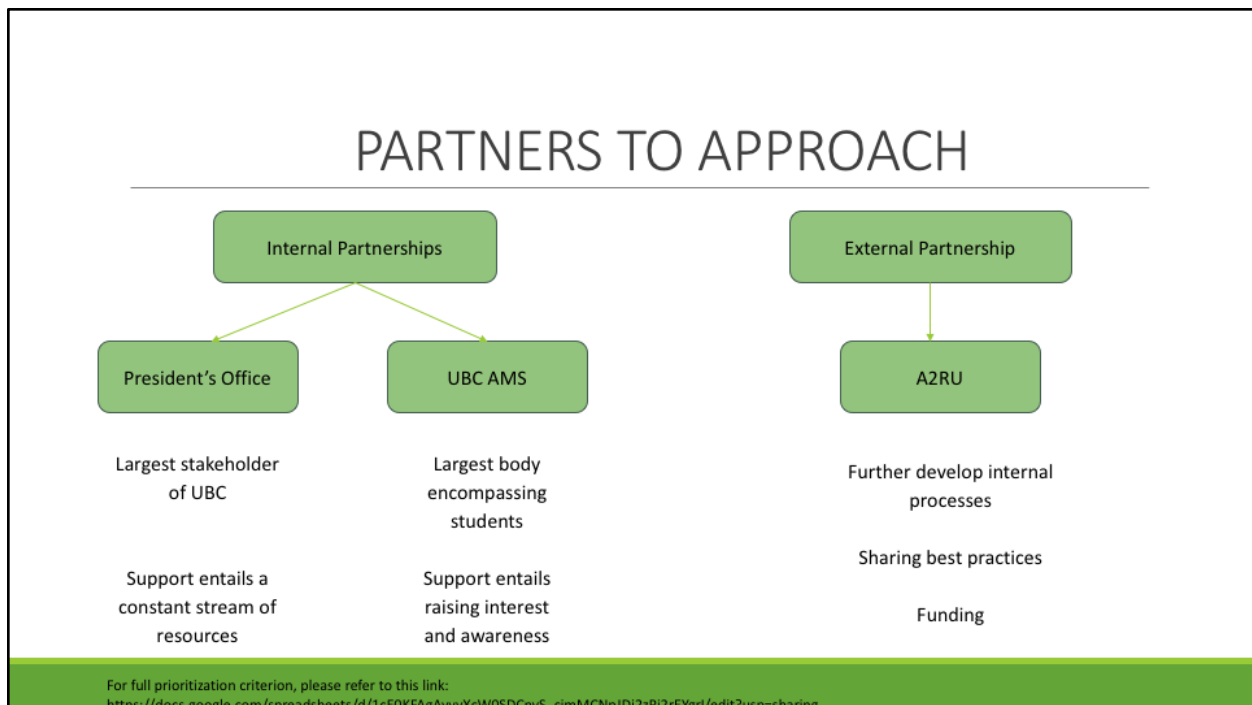 PARTNERS TO APPROACH
Internal Partnerships
External Partnership
President's Office
UBC AMS
A2RU
Largest stakeholder
of UBC
Support entails a
constant stream of
resources
Largest body
encompassing
students
Support entails
raising interest
and awareness
Further develop internal
processes
Sharing best practices
Funding
For full prioritization criterion, please refer to this link: